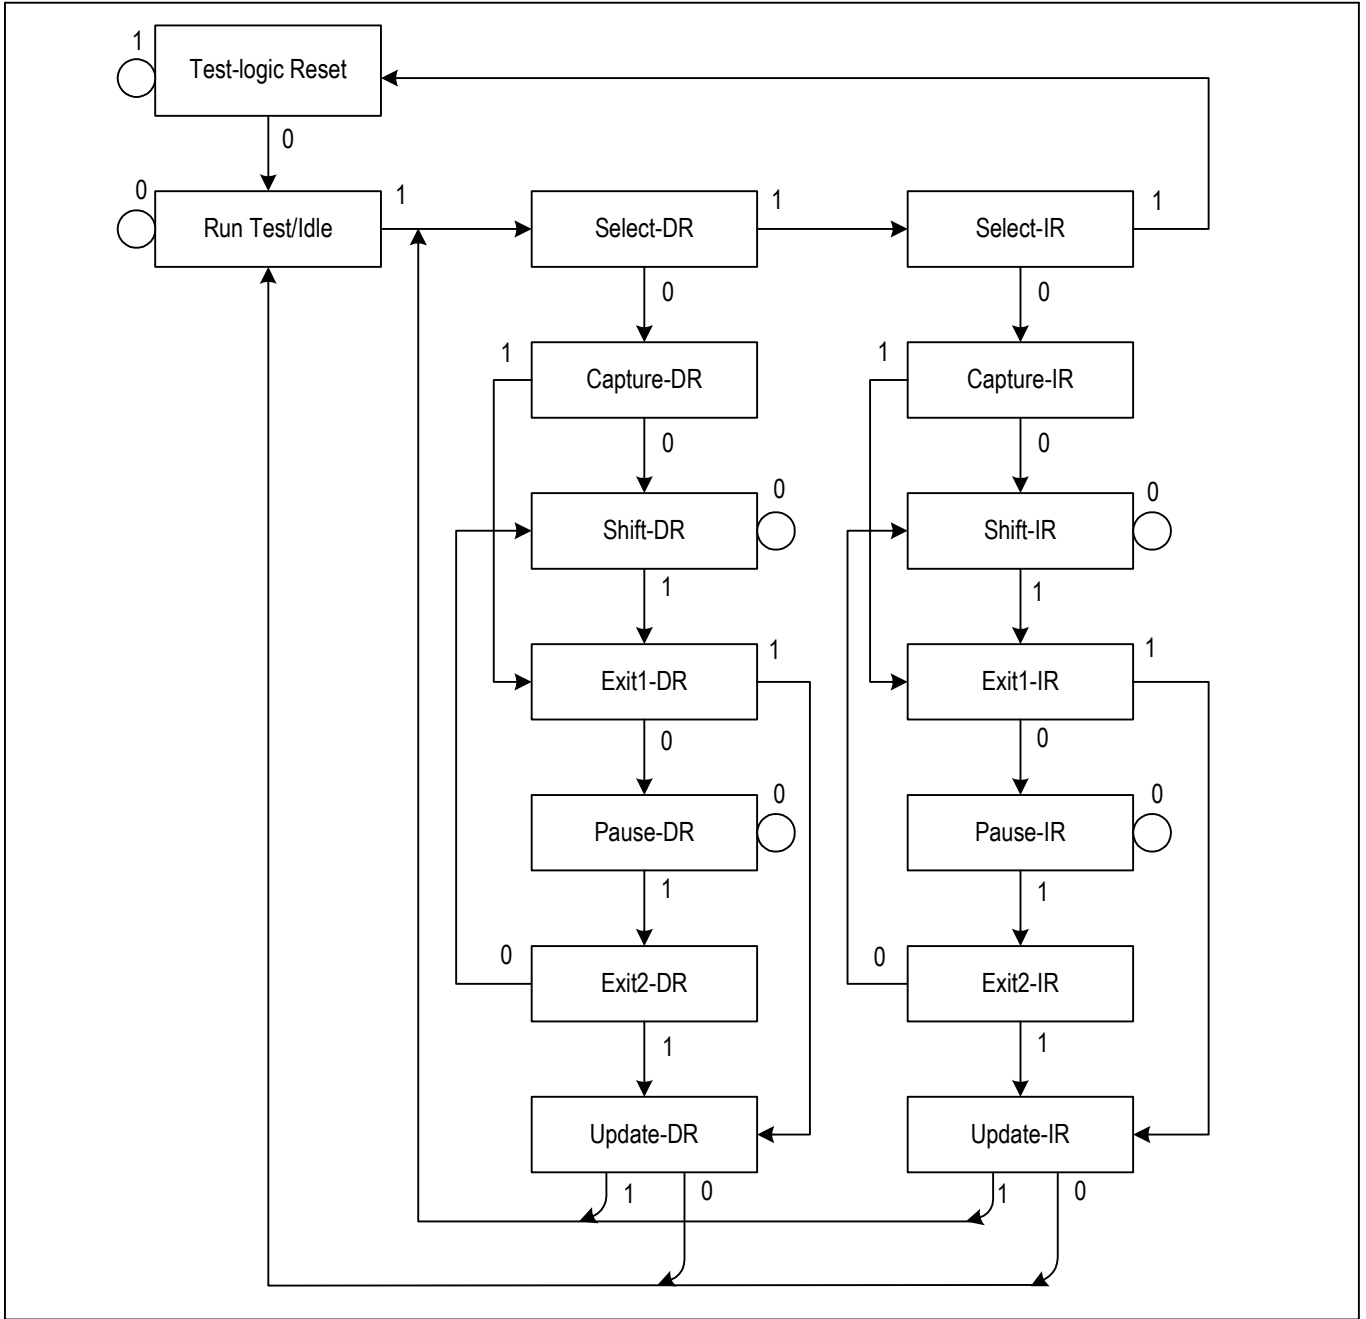 1
Test-logic Reset
0
0
Run Test/Idle
1
Select-DR
1
Select-IR
1
0
0
1
Capture-DR
1
Capture-IR
0
0
Shift-DR
0
Shift-IR
0
1
1
Exit1-DR
1
Exit1-IR
1
0
0
Pause-DR
0
Pause-IR
0
1
1
0
Exit2-DR
0
Exit2-IR
1
1
Update-DR
Update-IR
1
0
1
0